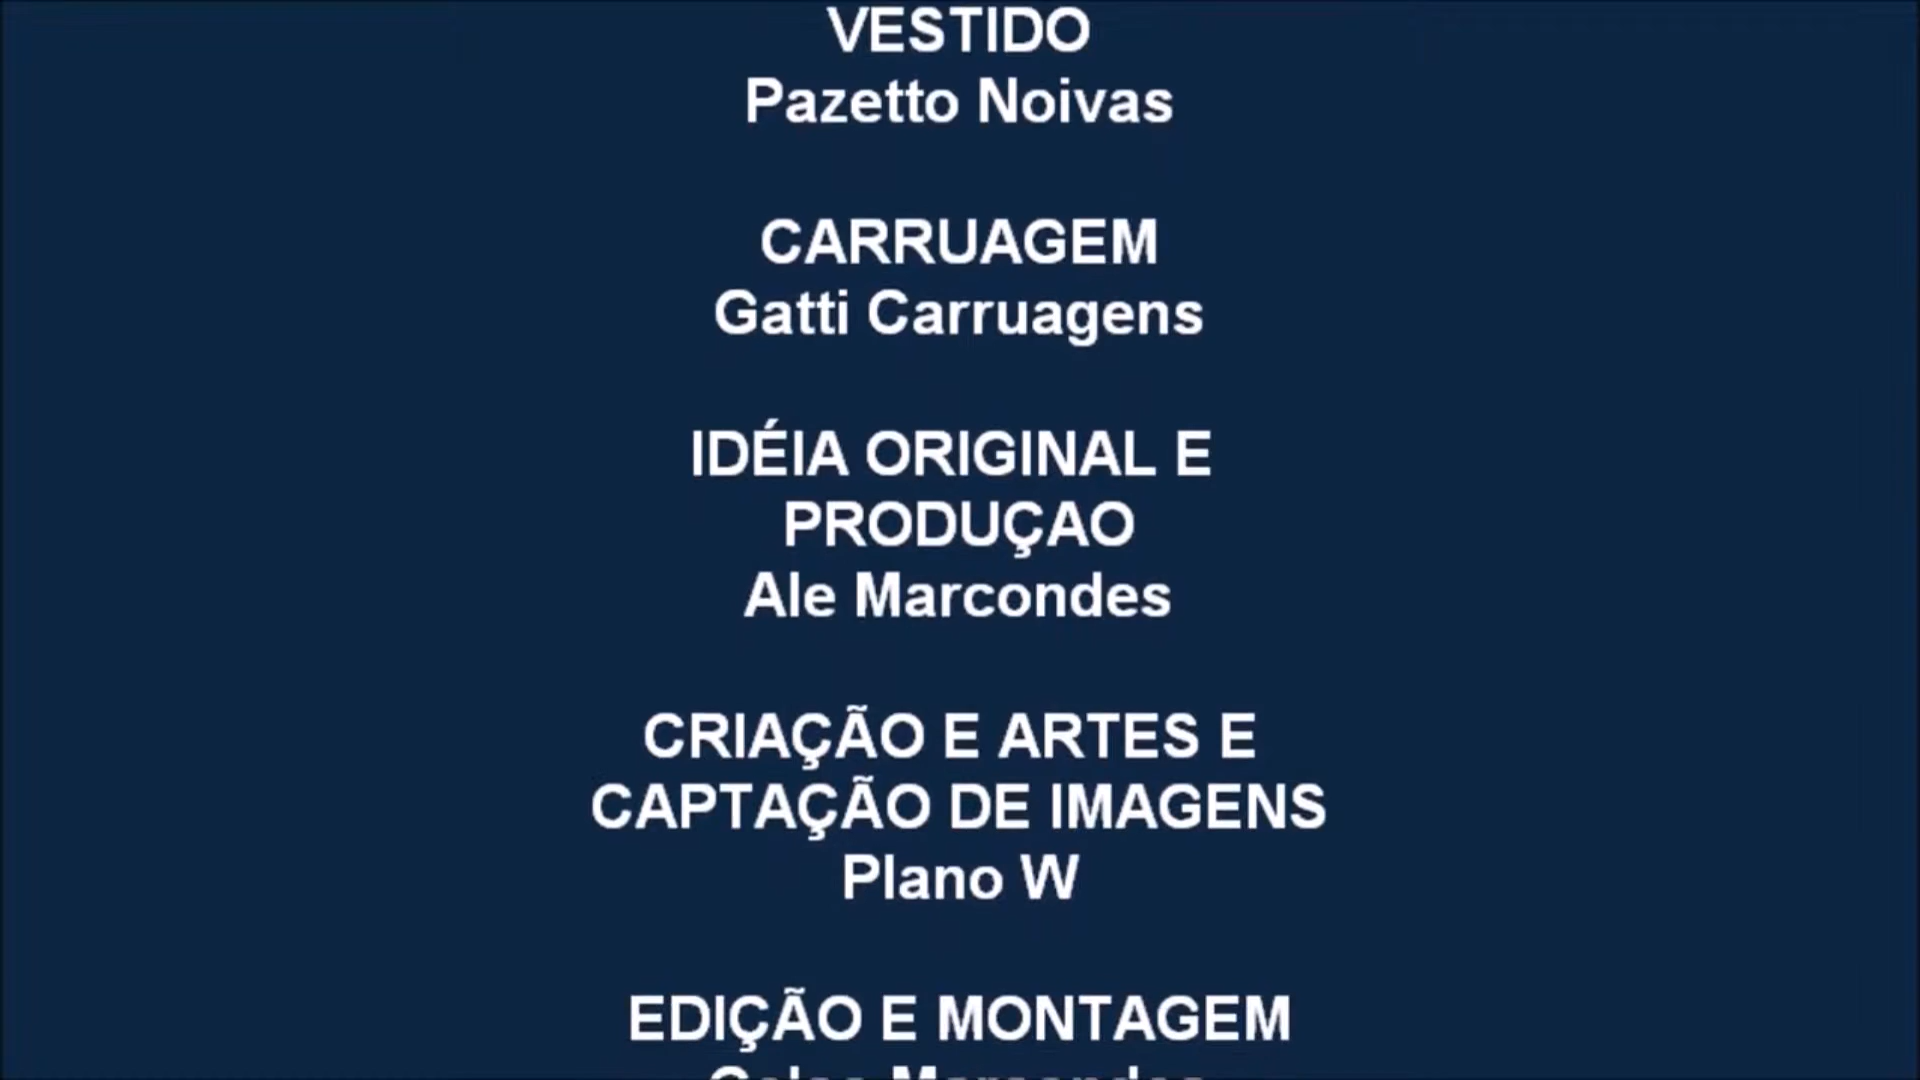 VESTIDO
Pazetto Noivas
CARRUAGEM
Gatti Carruagens
IDÉIA ORIGINAL E
PRODUÇAO
Ale Marcondes
CRIAÇÃO E ARTES E
CAPTAÇÃO DE IMAGENS
Plano W
EDIÇÃO E MONTAGEM